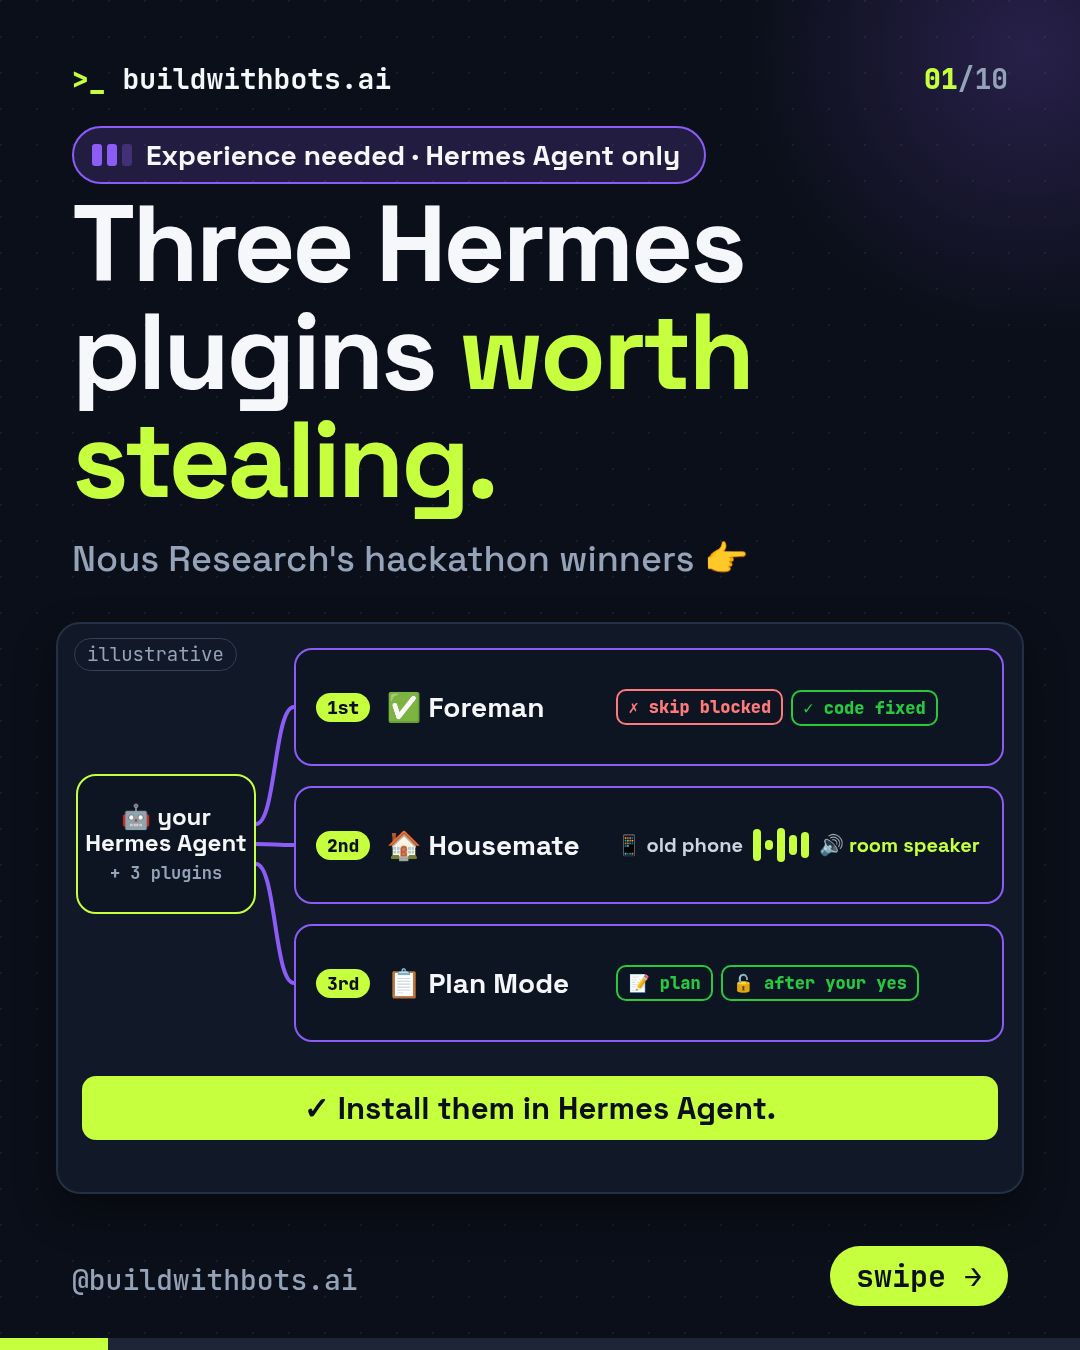 >_ buildwithbots.ai
01/10
Experience needed · Hermes Agent only
Three Hermes
plugins worth
stealing.
Nous Research's hackathon winners 👉
illustrative
🤖 your
Hermes Agent
+ 3 plugins
1st ✅ Foreman ✗ skip blocked ✓ code fixed
2nd 🏠 Housemate 📱 old phone 🔊 room speaker
3rd 📋 Plan Mode 📝 plan 🔓 after your yes
✓ Install them in Hermes Agent.
@buildwithbots.ai
swipe →